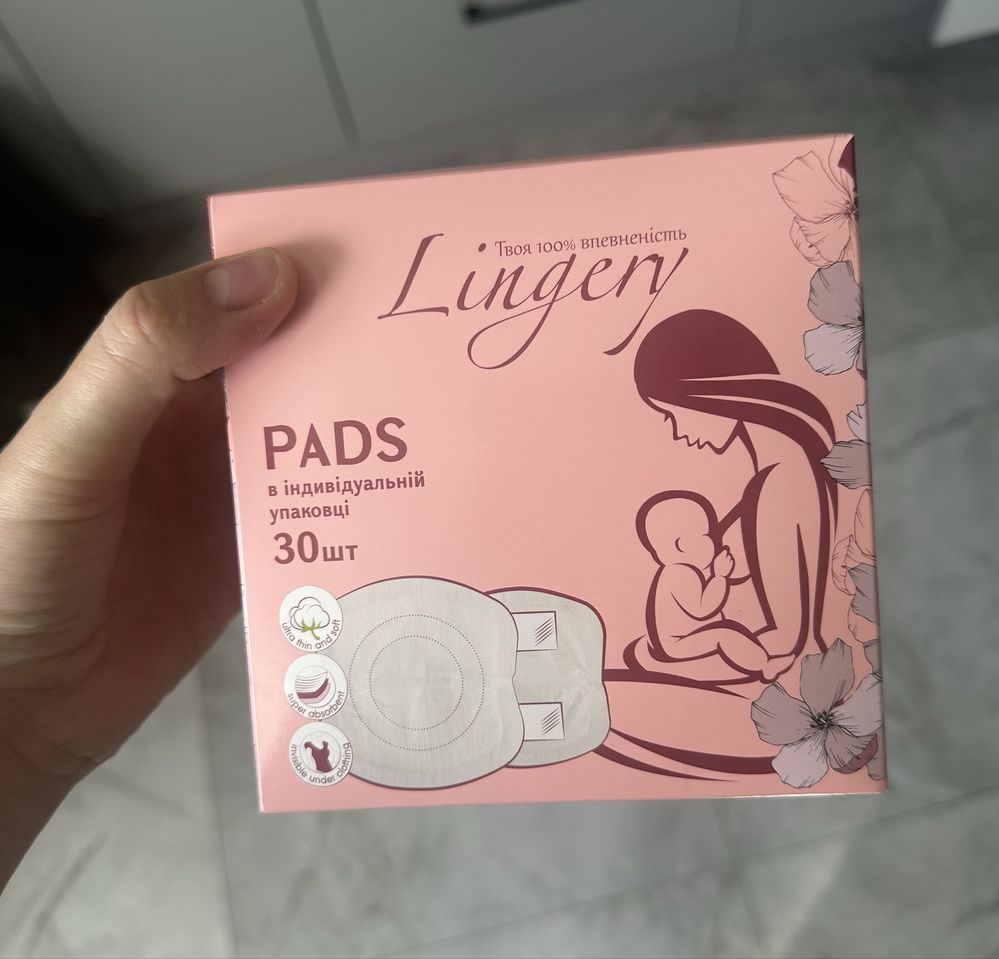 Твоя 100% впевненість
Lingery
PADS
в індивідуальній
упаковці
30шт
ultra thin and soft
super absorbent
invisible under clothing